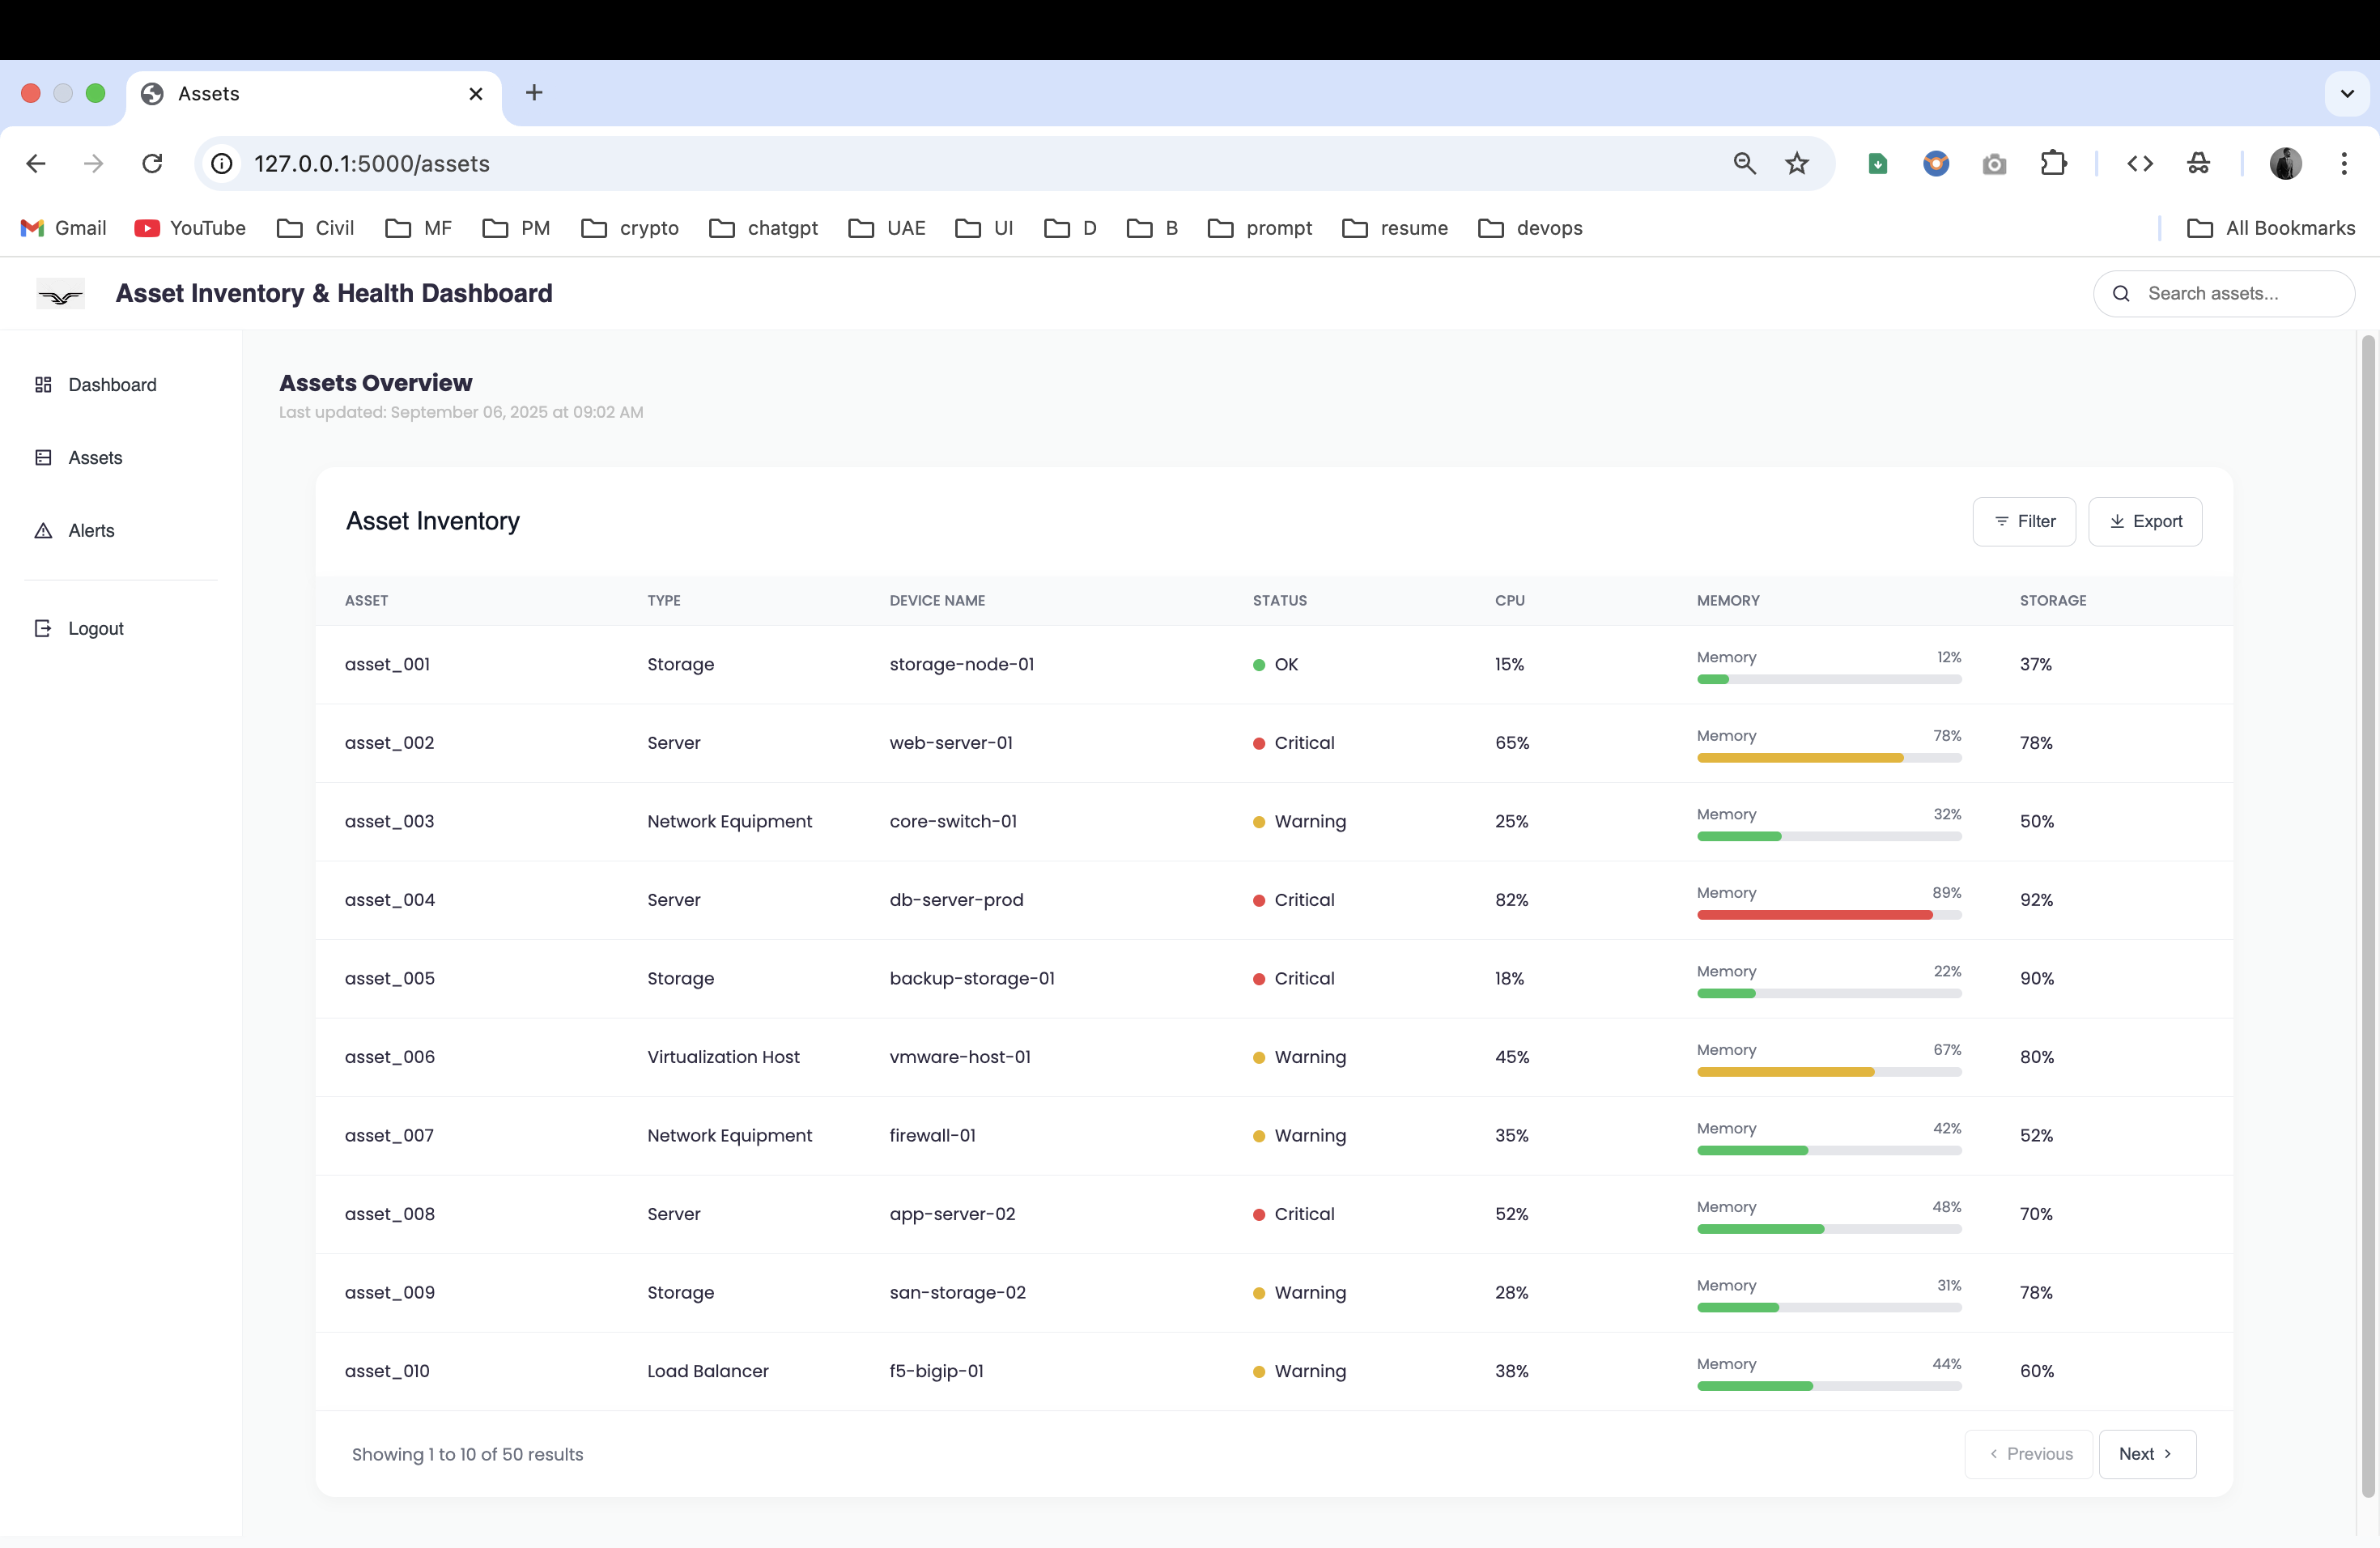 Assets
127.0.0.1:5000/assets
Gmail YouTube Civil MF PM crypto chatgpt UAE UI D B prompt resume devops All Bookmarks
Asset Inventory & Health Dashboard Search assets...
Dashboard
Assets
Alerts
Logout
Assets Overview
Last updated: September 06, 2025 at 09:02 AM
Asset Inventory Filter Export
ASSET TYPE DEVICE NAME STATUS CPU MEMORY STORAGE
asset_001 Storage storage-node-01 OK 15% Memory 12% 37%
asset_002 Server web-server-01 Critical 65% Memory 78% 78%
asset_003 Network Equipment core-switch-01 Warning 25% Memory 32% 50%
asset_004 Server db-server-prod Critical 82% Memory 89% 92%
asset_005 Storage backup-storage-01 Critical 18% Memory 22% 90%
asset_006 Virtualization Host vmware-host-01 Warning 45% Memory 67% 80%
asset_007 Network Equipment firewall-01 Warning 35% Memory 42% 52%
asset_008 Server app-server-02 Critical 52% Memory 48% 70%
asset_009 Storage san-storage-02 Warning 28% Memory 31% 78%
asset_010 Load Balancer f5-bigip-01 Warning 38% Memory 44% 60%
Showing 1 to 10 of 50 results Previous Next